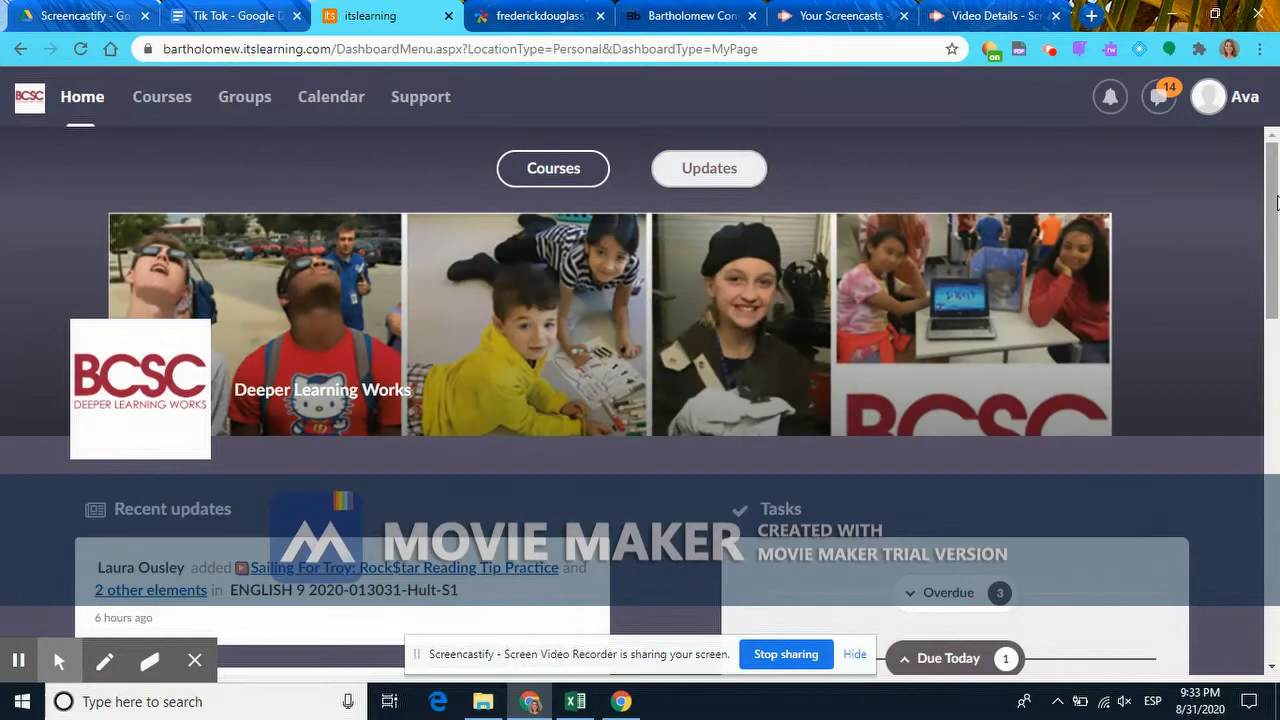 Screencastify - G
Tik Tok - Google D
its
itslearning
frederickdouglass
Bb
Bartholomew Con
Your Screencasts -
Video Details - Scr
bartholomew.itslearning.com/DashboardMenu.aspx?LocationType=Personal&DashboardType=MyPage
on
BCSC
Home
Courses
Groups
Calendar
Support
14
Ava
Courses
Updates
BCSC
DEEPER LEARNING WORKS
Deeper Learning Works
BCSC
Recent updates
Tasks
MOVIE MAKER
CREATED WITH
MOVIE MAKER TRIAL VERSION
Laura Ousley added Sailing For Troy: Rock$tar Reading Tip Practice and
2 other elements in ENGLISH 9 2020-013031-Hult-S1
6 hours ago
Overdue 3
Due Today 1
Screencastify - Screen Video Recorder is sharing your screen.
Stop sharing
Hide
Type here to search
ESP
9:33 PM
8/31/2020